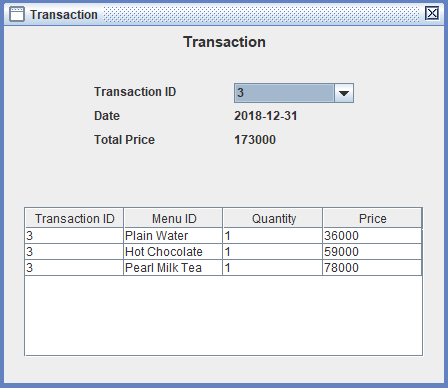 Transaction
Transaction
Transaction ID 3
Date 2018-12-31
Total Price 173000
Transaction ID Menu ID Quantity Price
3 Plain Water 1 36000
3 Hot Chocolate 1 59000
3 Pearl Milk Tea 1 78000